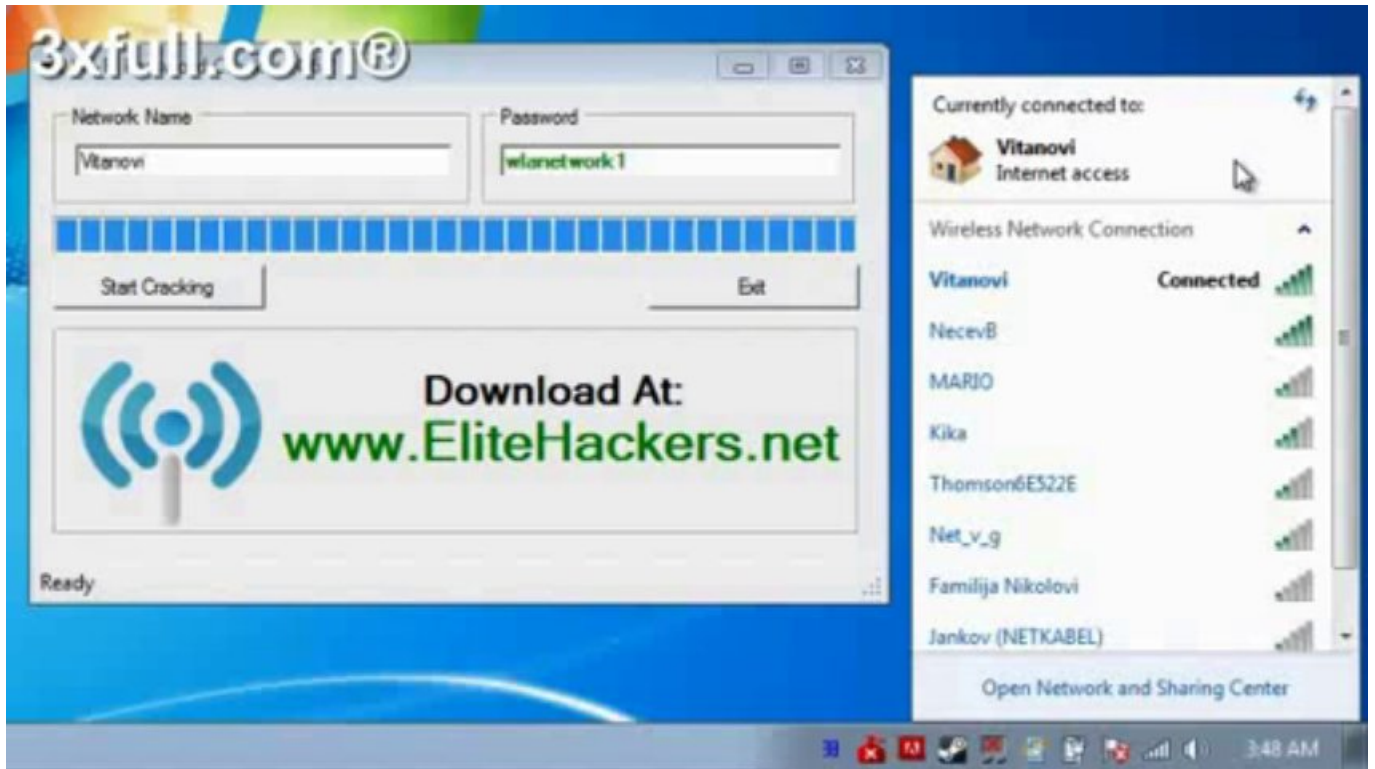 3xfull.com®
Network Name
Vitanovi
Password
wlanetwork1
Start Cracking
Exit
Download At:
www.EliteHackers.net
Ready
Currently connected to:
Vitanovi
Internet access
Wireless Network Connection
Vitanovi Connected
NecevB
MARIO
Kika
Thomson6E522E
Net_v_g
Familija Nikolovi
Jankov (NETKABEL)
Open Network and Sharing Center
3:48 AM